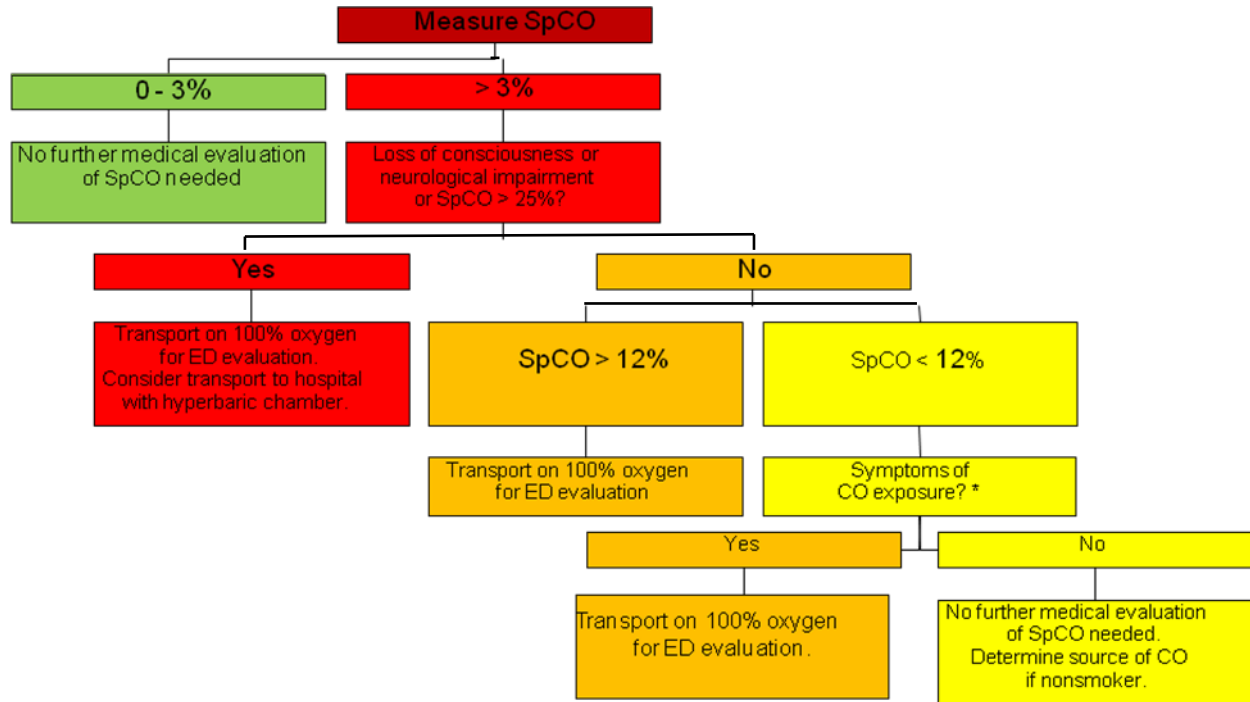 Measure SpCO
0 - 3%
> 3%
No further medical evaluation
of SpCO needed
Loss of consciousness or
neurological impairment
or SpCO > 25%?
Yes
No
Transport on 100% oxygen
for ED evaluation.
Consider transport to hospital
with hyperbaric chamber.
SpCO > 12%
SpCO < 12%
Transport on 100% oxygen
for ED evaluation
Symptoms of
CO exposure? *
Yes
No
Transport on 100% oxygen
for ED evaluation.
No further medical evaluation
of SpCO needed.
Determine source of CO
if nonsmoker.